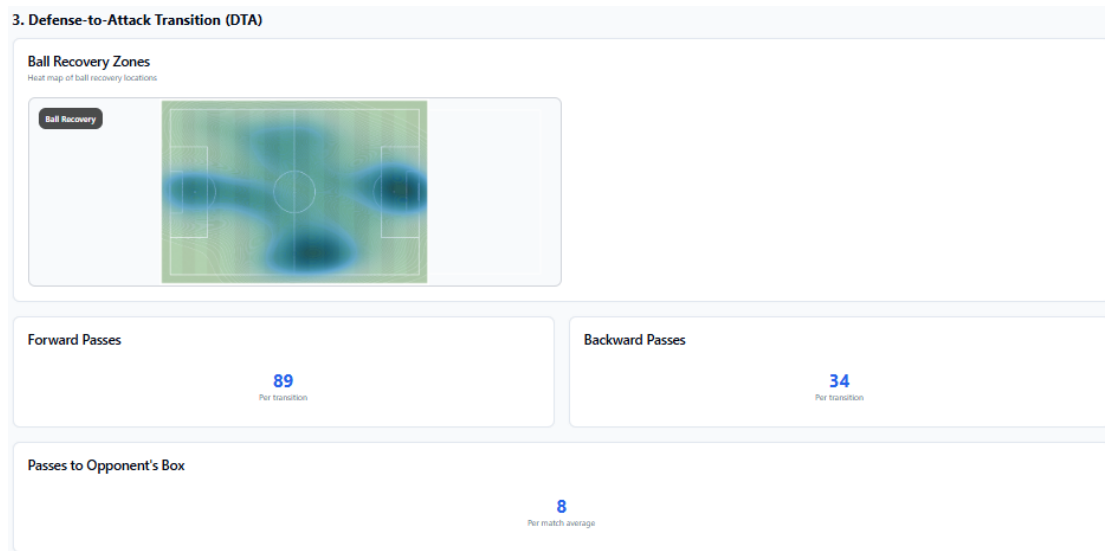 3. Defense-to-Attack Transition (DTA)
Ball Recovery Zones
Heat map of ball recovery locations
Ball Recovery
Forward Passes
89
Per transition
Backward Passes
34
Per transition
Passes to Opponent's Box
8
Per match average